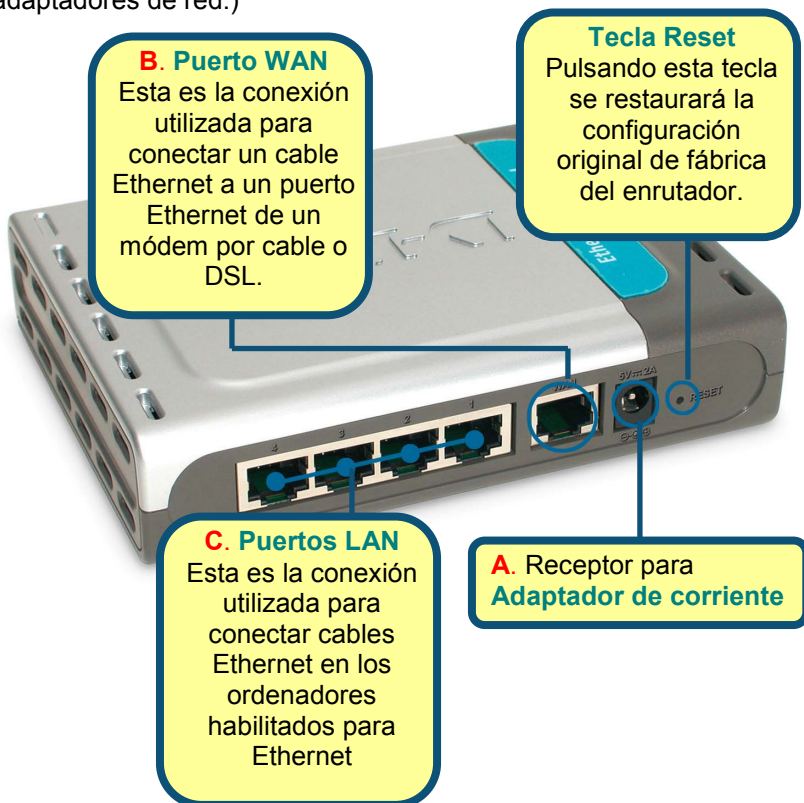 adaptadores de red.)
B. Puerto WAN
Esta es la conexión
utilizada para
conectar un cable
Ethernet a un puerto
Ethernet de un
módem por cable o
DSL.
Tecla Reset
Pulsando esta tecla
se restaurará la
configuración
original de fábrica
del enrutador.
Ethe
4
3
2
1
WAN
5V 2A
RESET
C. Puertos LAN
Esta es la conexión
utilizada para
conectar cables
Ethernet en los
ordenadores
habilitados para
Ethernet
A. Receptor para
Adaptador de corriente